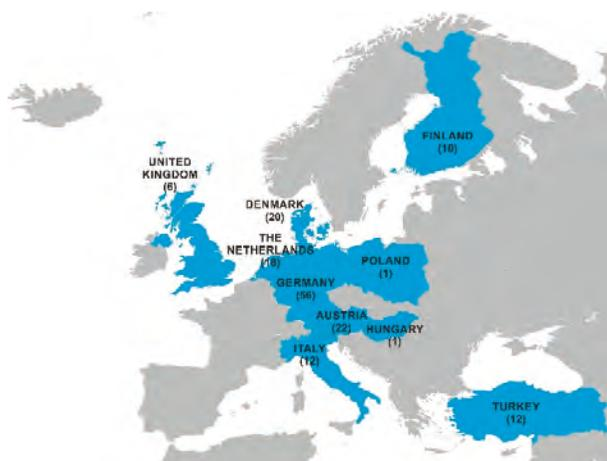 FINLAND
(10)
UNITED
KINGDOM
(6)
DENMARK
(20)
THE
NETHERLANDS
(18)
POLAND
(1)
GERMANY
(56)
AUSTRIA
(22)
HUNGARY
(1)
ITALY
(12)
TURKEY
(12)